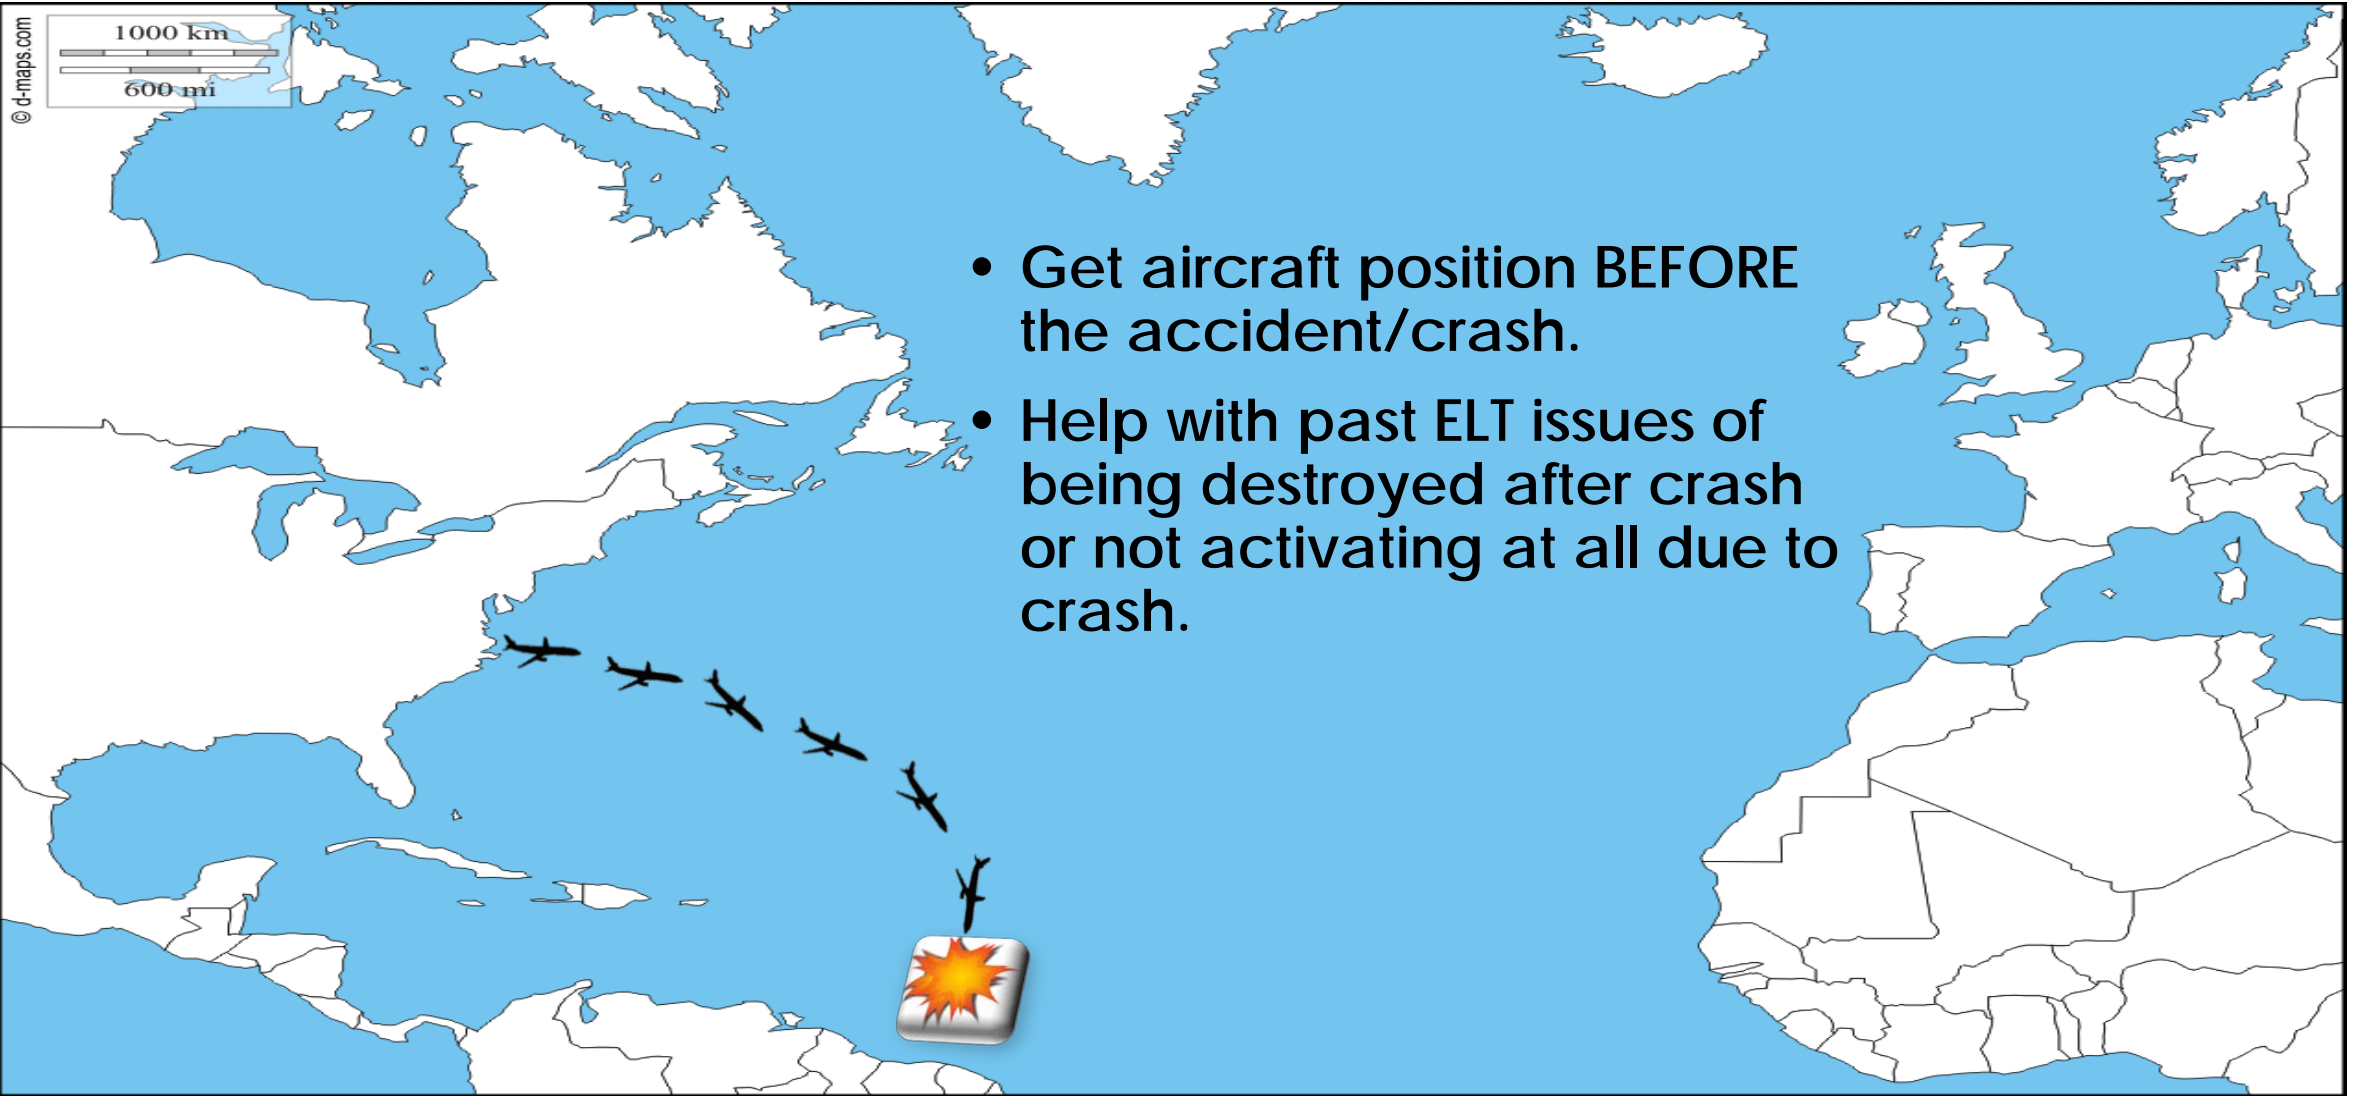 © d-maps.com
1000 km
600 mi
• Get aircraft position BEFORE
the accident/crash.
• Help with past ELT issues of
being destroyed after crash
or not activating at all due to
crash.